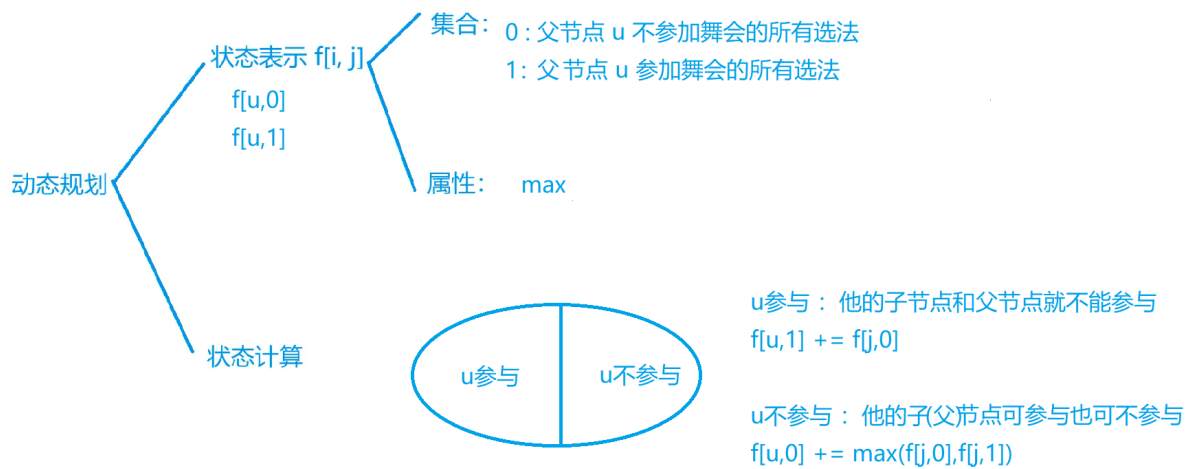 集合：
0 : 父节点 u 不参加舞会的所有选法
1 : 父节点 u 参加舞会的所有选法
状态表示 f[i, j]
f[u,0]
f[u,1]
动态规划
属性： max
状态计算
u参与
u不参与
u参与 ： 他的子节点和父节点就不能参与
f[u,1] += f[j,0]
u不参与 ： 他的子(父)节点可参与也可不参与
f[u,0] += max(f[j,0],f[j,1])